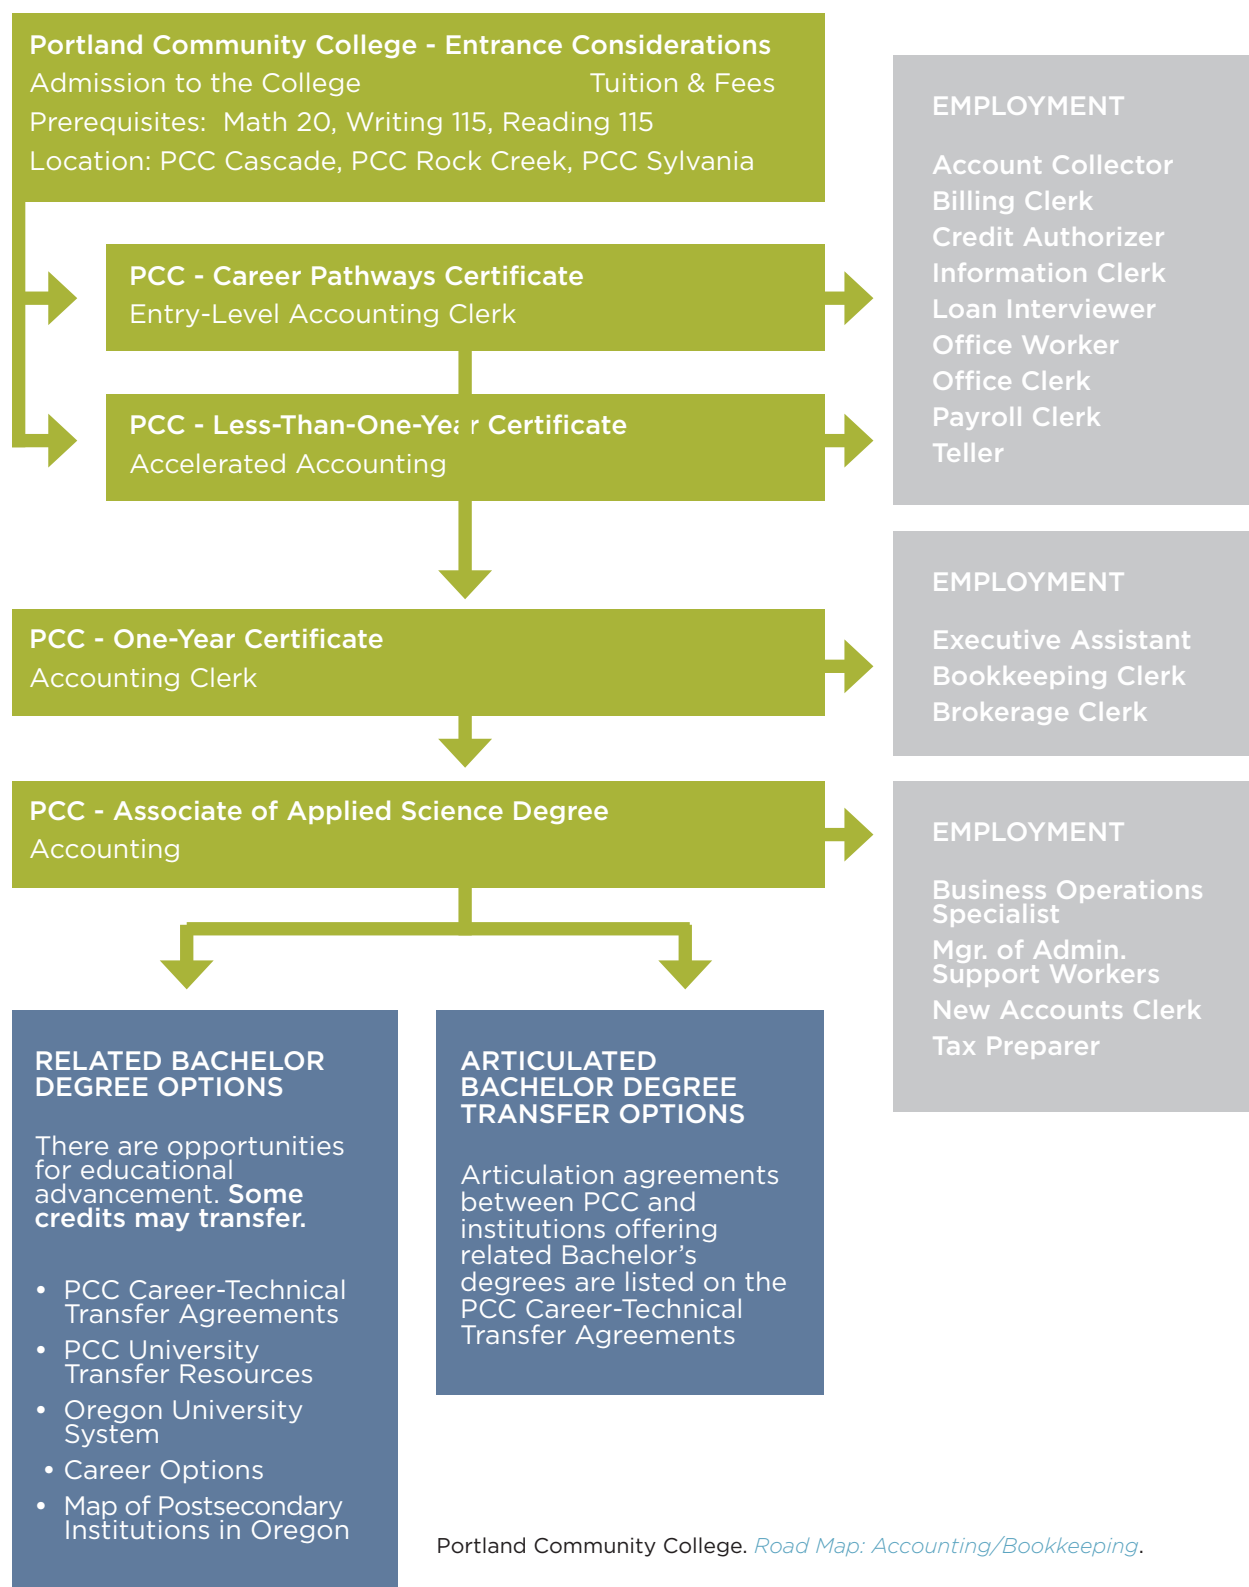 Portland Community College - Entrance Considerations
Admission to the College Tuition & Fees
Prerequisites: Math 20, Writing 115, Reading 115
Location: PCC Cascade, PCC Rock Creek, PCC Sylvania
PCC - Career Pathways Certificate
Entry-Level Accounting Clerk
PCC - Less-Than-One-Year Certificate
Accelerated Accounting
EMPLOYMENT
Account Collector
Billing Clerk
Credit Authorizer
Information Clerk
Loan Interviewer
Office Worker
Office Clerk
Payroll Clerk
Teller
PCC - One-Year Certificate
Accounting Clerk
EMPLOYMENT
Executive Assistant
Bookkeeping Clerk
Brokerage Clerk
PCC - Associate of Applied Science Degree
Accounting
EMPLOYMENT
Business Operations
Specialist
Mgr. of Admin.
Support Workers
New Accounts Clerk
Tax Preparer
RELATED BACHELOR
DEGREE OPTIONS
There are opportunities
for educational
advancement. Some
credits may transfer.
• PCC Career-Technical
Transfer Agreements
• PCC University
Transfer Resources
• Oregon University
System
• Career Options
• Map of Postsecondary
Institutions in Oregon
ARTICULATED
BACHELOR DEGREE
TRANSFER OPTIONS
Articulation agreements
between PCC and
institutions offering
related Bachelor's
degrees are listed on the
PCC Career-Technical
Transfer Agreements
Portland Community College. Road Map: Accounting/Bookkeeping.